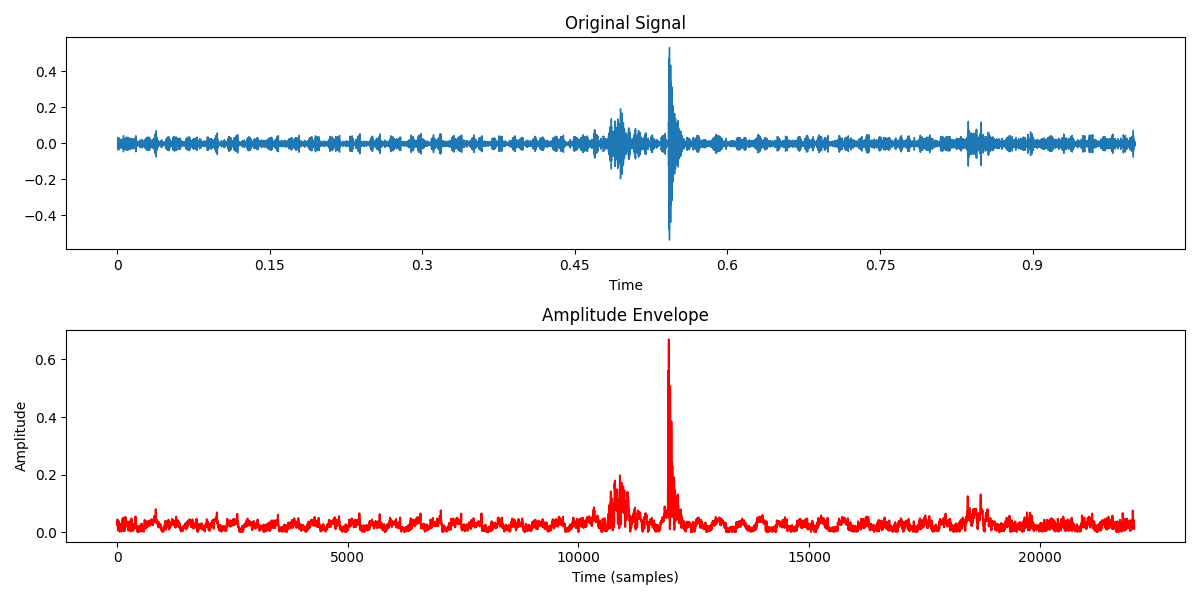 Original Signal
0.4
0.2
0.0
−0.2
−0.4
0 0.15 0.3 0.45 0.6 0.75 0.9
Time
Amplitude Envelope
Amplitude
0.6
0.4
0.2
0.0
0 5000 10000 15000 20000
Time (samples)